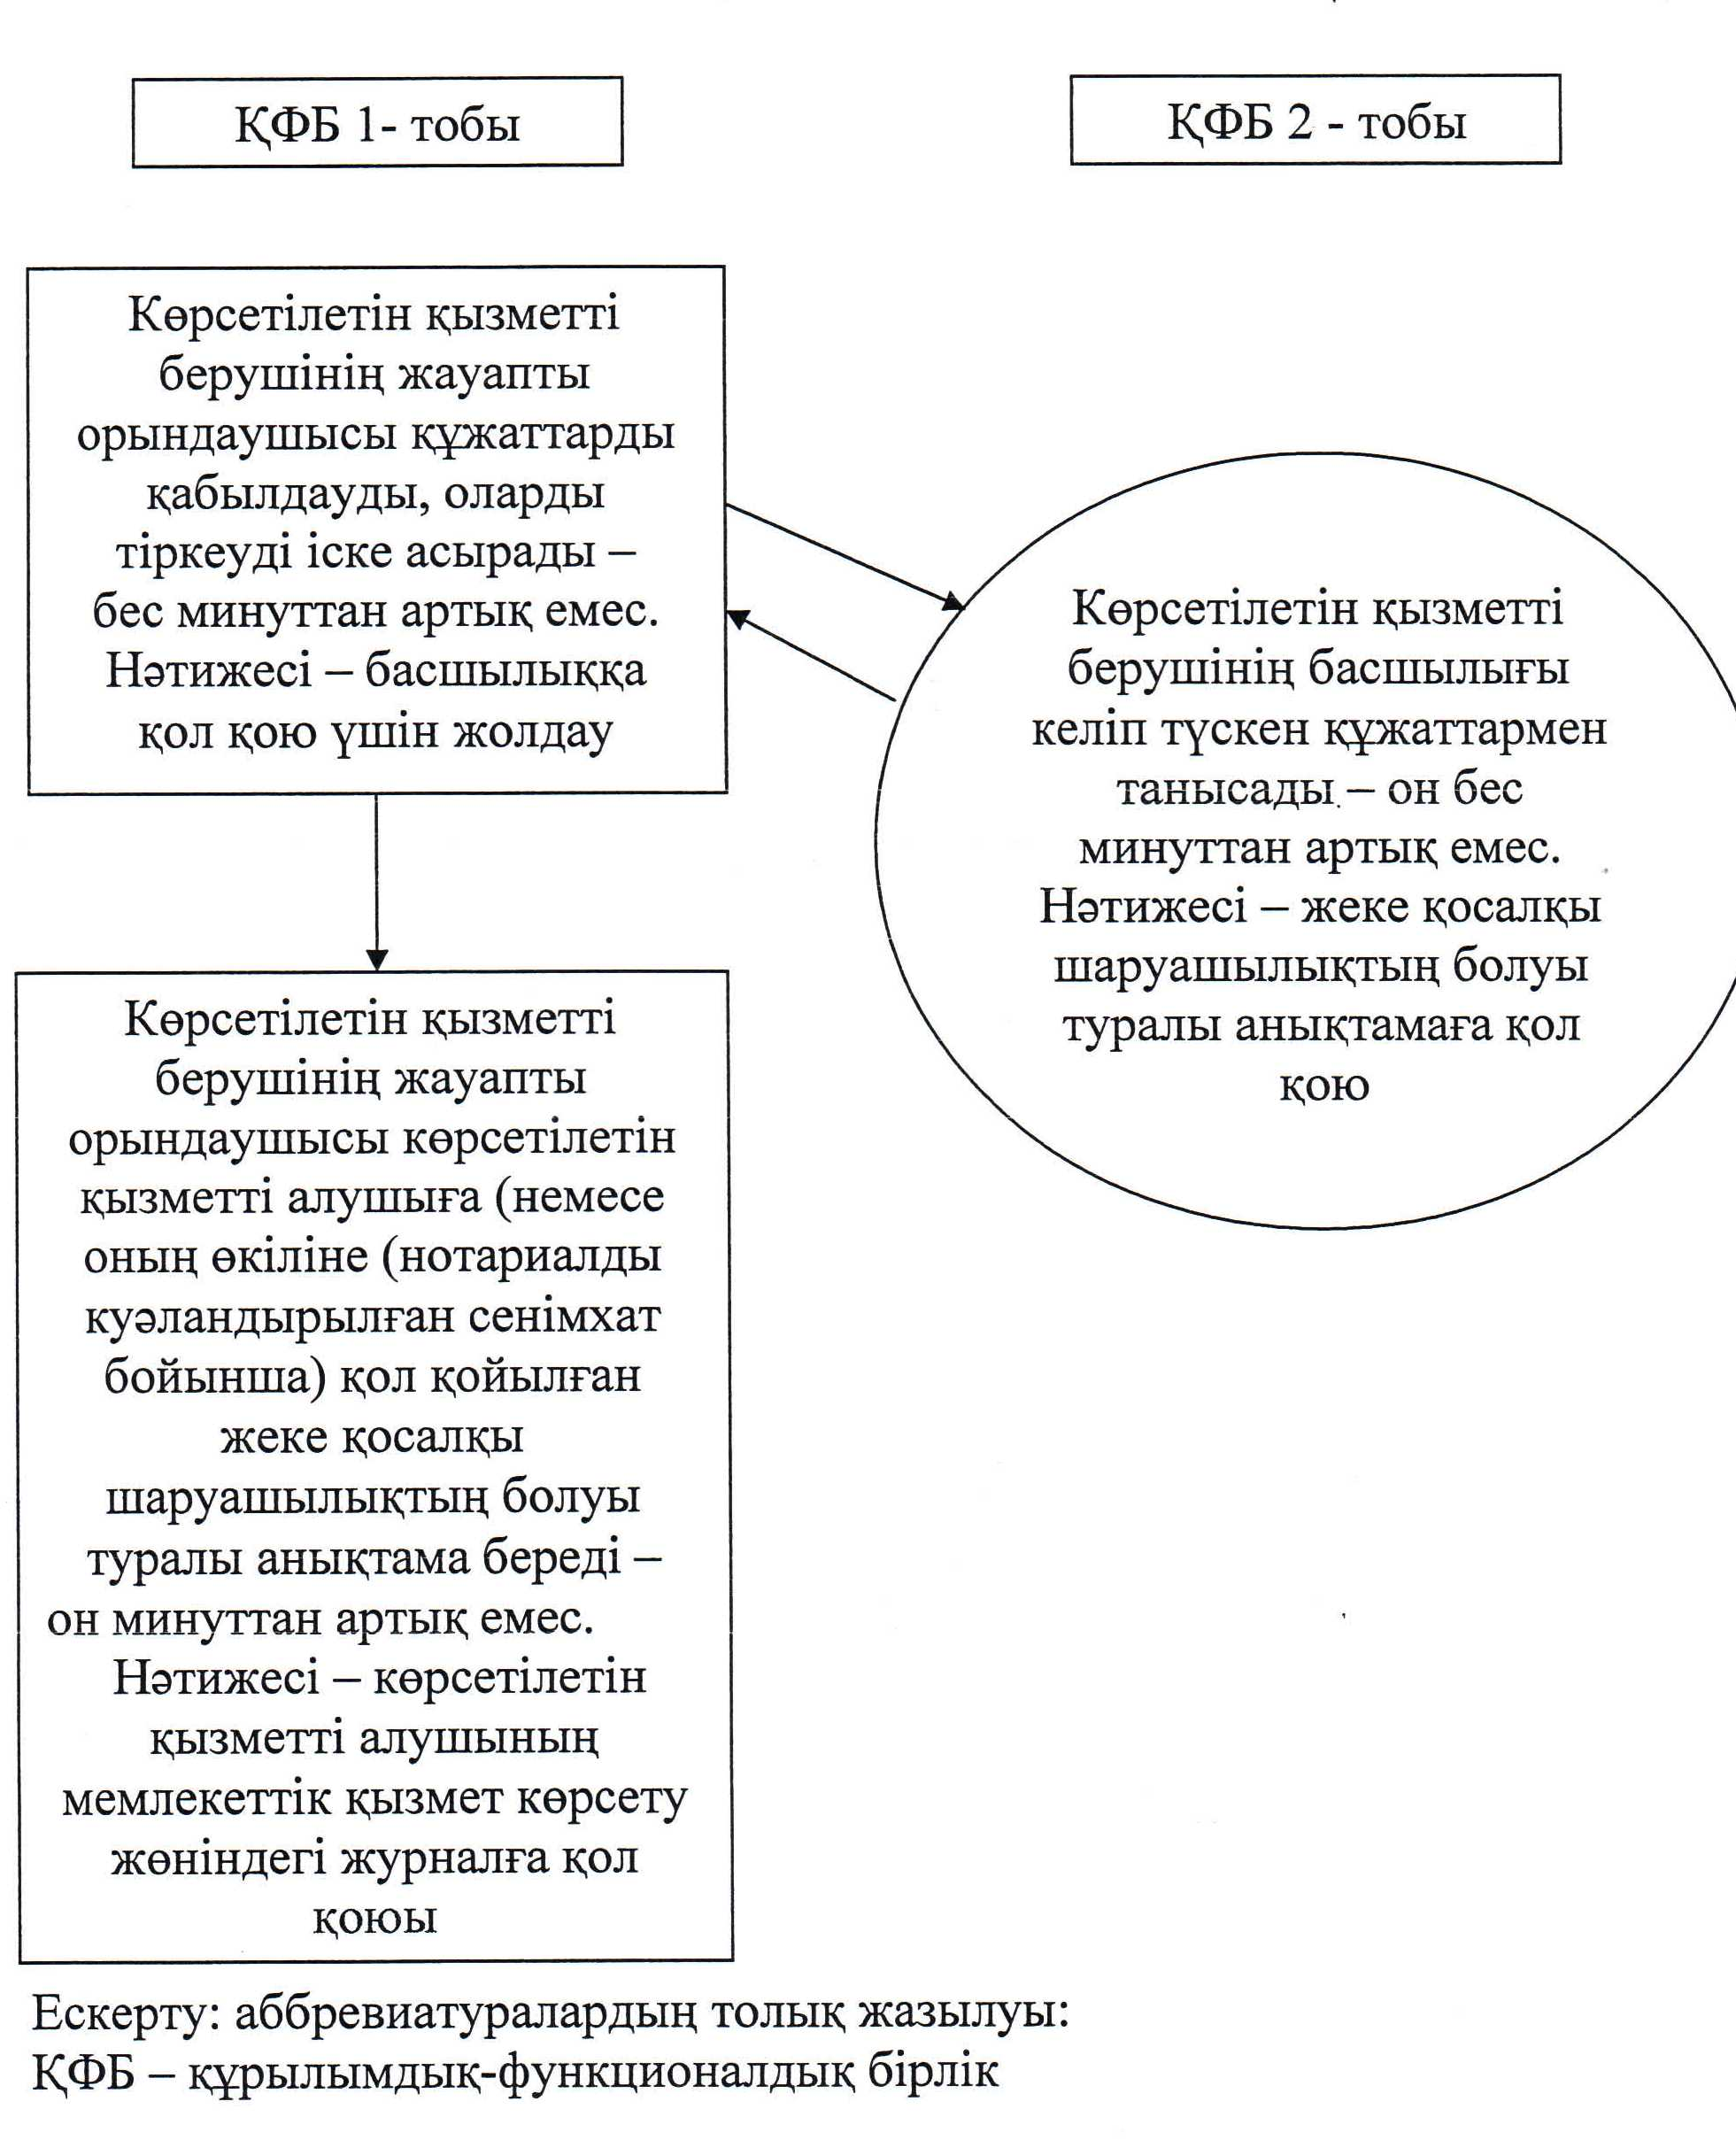 ҚФБ 1- тобы
ҚФБ 2 - тобы
Көрсетілетін қызметті
берушінің жауапты
орындаушысы құжаттарды
қабылдауды, оларды
тіркеуді іске асырады –
бес минуттан артық емес.
Нәтижесі – басшылыққа
қол қою үшін жолдау
Көрсетілетін қызметті
берушінің басшылығы
келіп түскен құжаттармен
танысады – он бес
минуттан артық емес.
Нәтижесі – жеке қосалқы
шаруашылықтың болуы
туралы анықтамаға қол
қою
Көрсетілетін қызметті
берушінің жауапты
орындаушысы көрсетілетін
қызметті алушыға (немесе
оның өкіліне (нотариалды
куәландырылған сенімхат
бойынша) қол қойылған
жеке қосалқы
шаруашылықтың болуы
туралы анықтама береді –
он минуттан артық емес.
Нәтижесі – көрсетілетін
қызметті алушының
мемлекеттік қызмет көрсету
жөніндегі журналға қол
қоюы
Ескерту: аббревиатуралардың толық жазылуы:
ҚФБ – құрылымдық-функционалдық бірлік